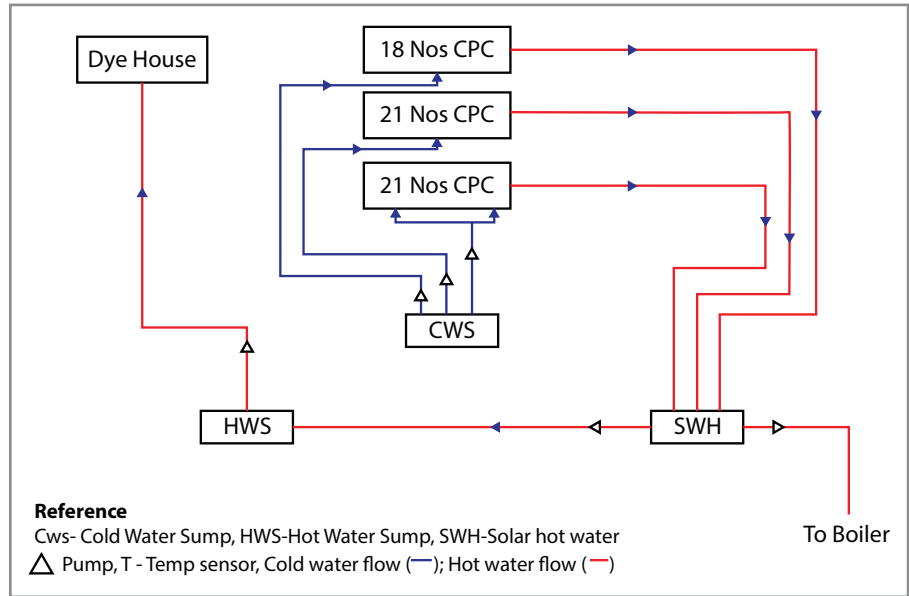 Dye House
18 Nos CPC
21 Nos CPC
21 Nos CPC
CWS
HWS
SWH
To Boiler
Reference
Cws- Cold Water Sump, HWS-Hot Water Sump, SWH-Solar hot water
Pump, T - Temp sensor, Cold water flow (—); Hot water flow (—)